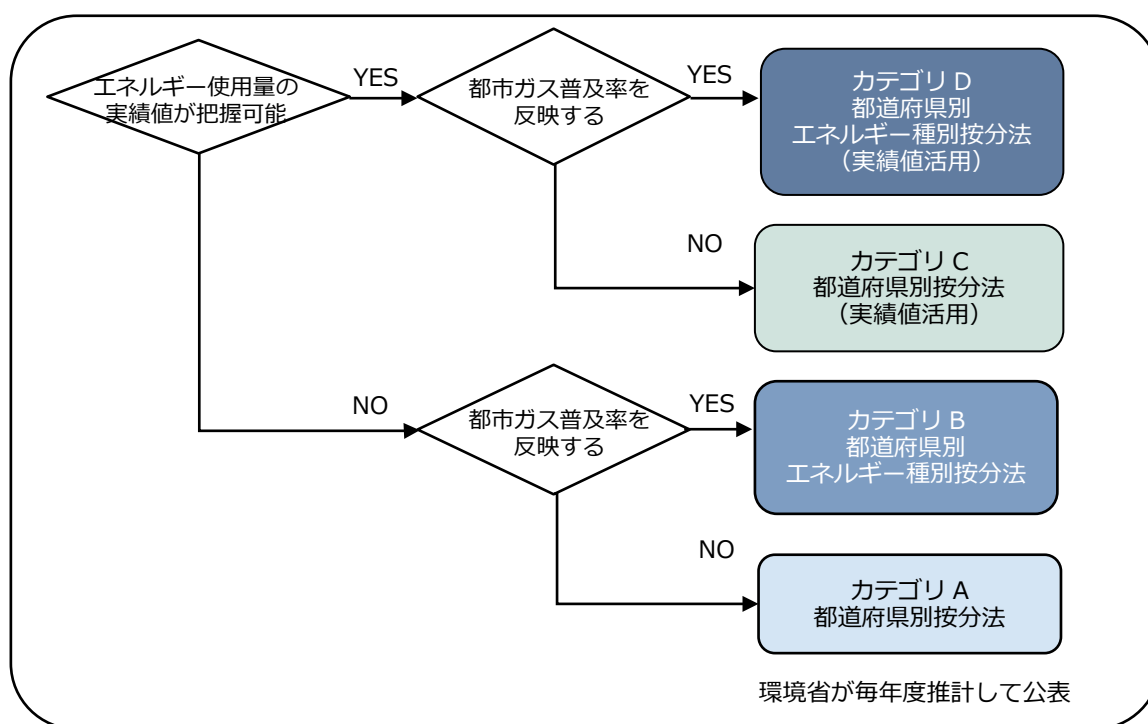 エネルギー使用量の
実績値が把握可能
YES
都市ガス普及率を
反映する
YES
カテゴリ D
都道府県別
エネルギー種別按分法
（実績値活用）
NO
カテゴリ C
都道府県別按分法
（実績値活用）
NO
都市ガス普及率を
反映する
YES
カテゴリ B
都道府県別
エネルギー種別按分法
NO
カテゴリ A
都道府県別按分法
環境省が毎年度推計して公表